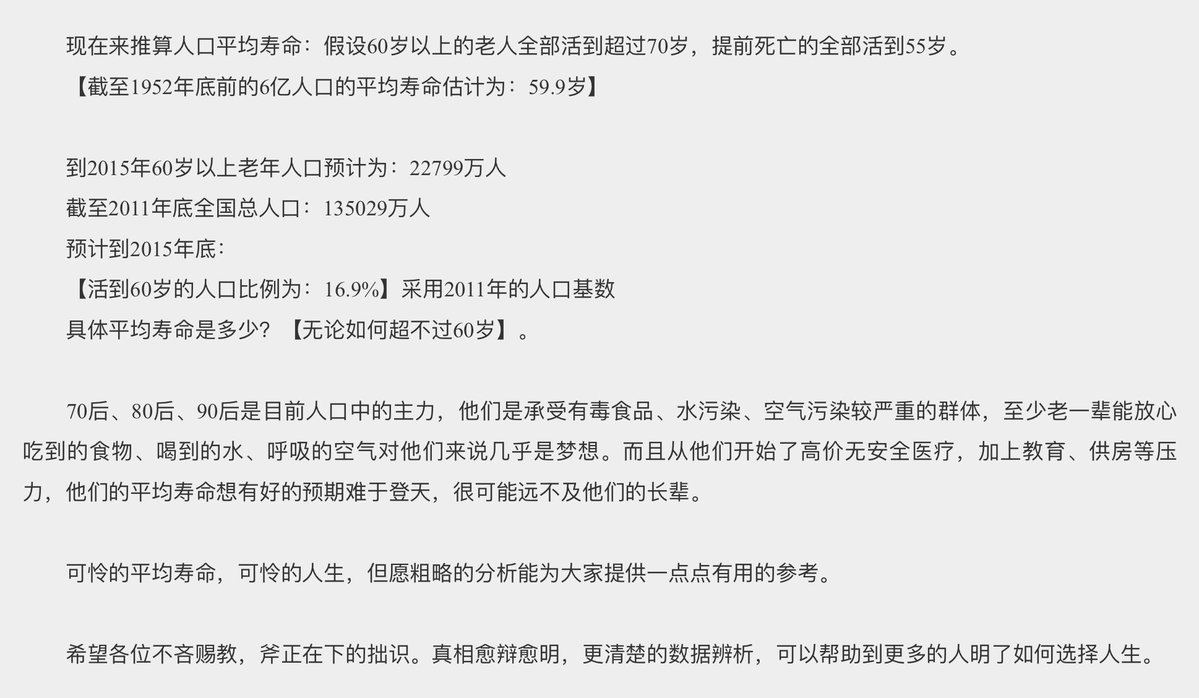 现在来推算人口平均寿命：假设60岁以上的老人全部活到超过70岁，提前死亡的全部活到55岁。
【截至1952年底前的6亿人口的平均寿命估计为：59.9岁】
到2015年60岁以上老年人口预计为：22799万人
截至2011年底全国总人口：135029万人
预计到2015年底：
【活到60岁的人口比例为：16.9%】采用2011年的人口基数
具体平均寿命是多少？【无论如何超不过60岁】。
70后、80后、90后是目前人口中的主力，他们是承受有毒食品、水污染、空气污染较严重的群体，至少老一辈能放心
吃到的食物、喝到的水、呼吸的空气对他们来说几乎是梦想。而且从他们开始了高价无安全医疗，加上教育、供房等压
力，他们的平均寿命想有好的预期难于登天，很可能远不及他们的长辈。
可怜的平均寿命，可怜的人生，但愿粗略的分析能为大家提供一点点有用的参考。
希望各位不吝赐教，斧正在下的拙识。真相愈辩愈明，更清楚的数据辨析，可以帮助到更多的人明了如何选择人生。